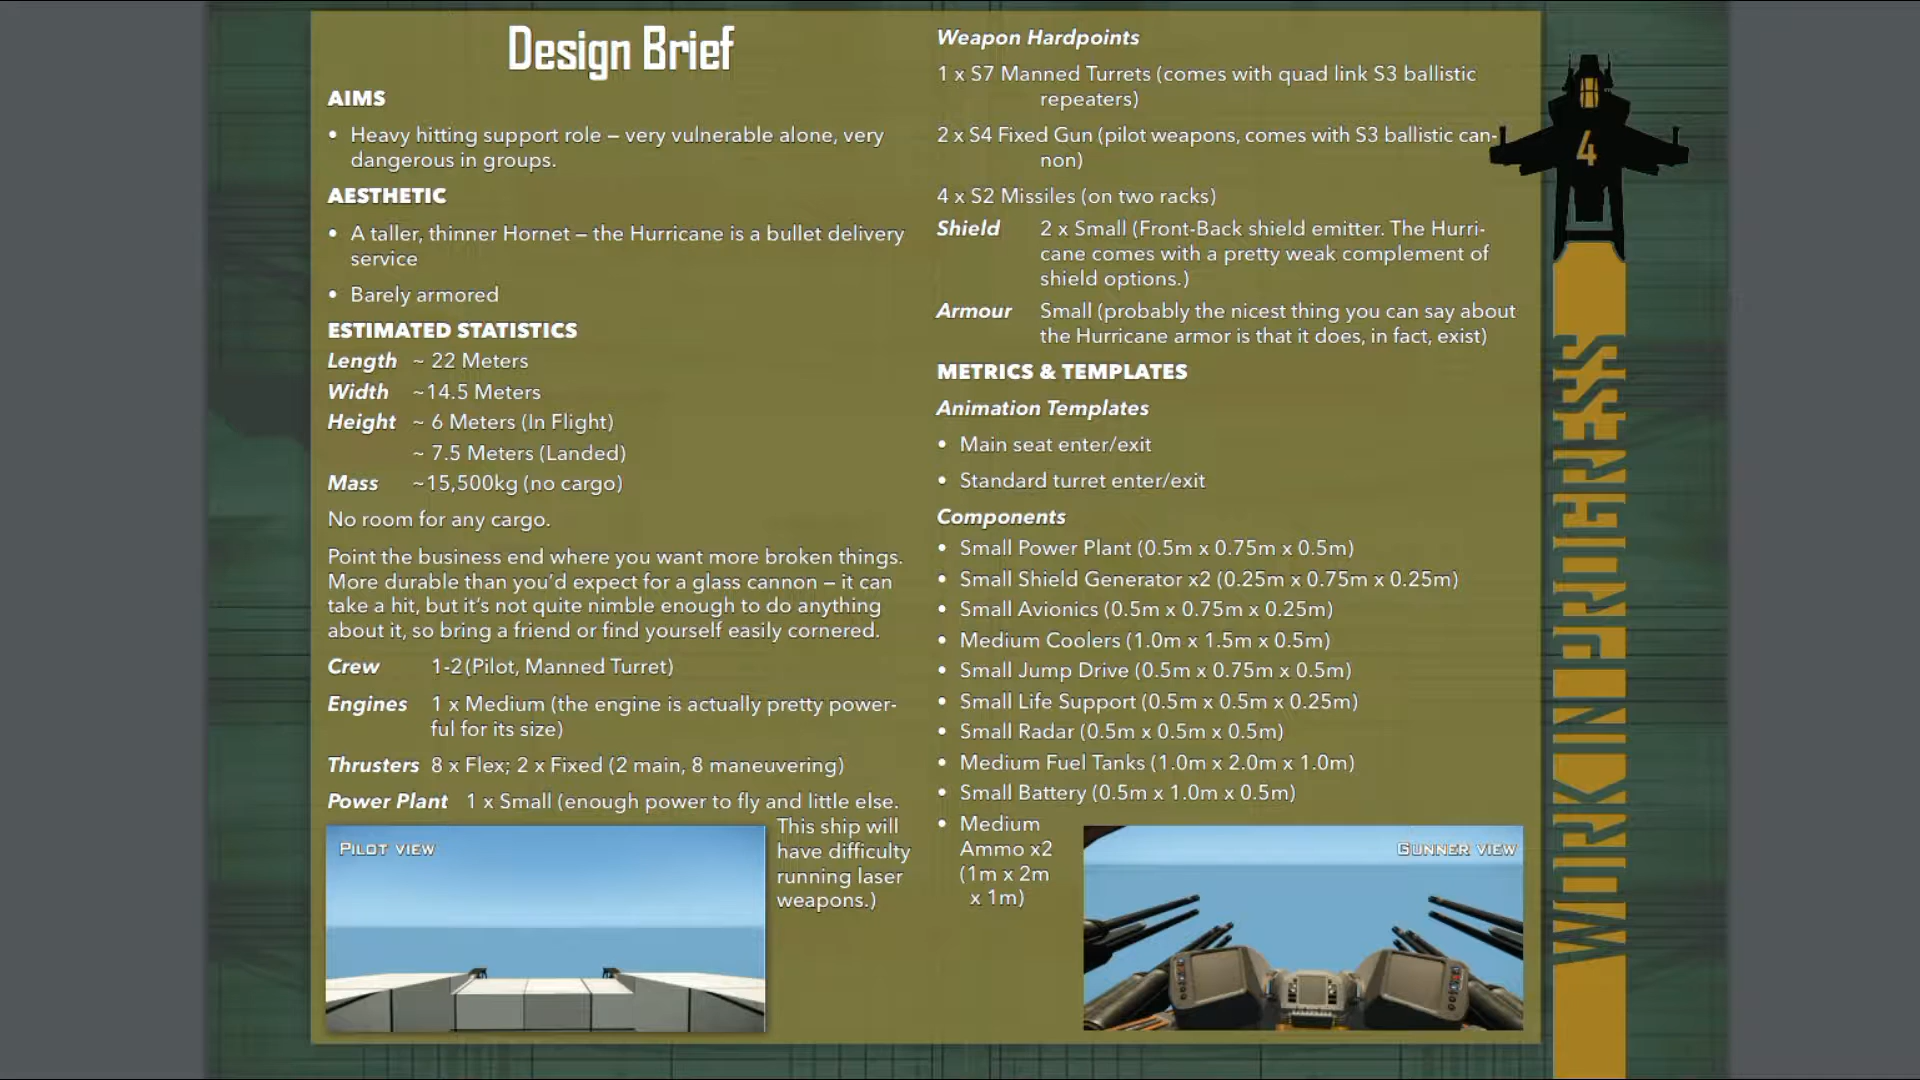 Design Brief
AIMS
• Heavy hitting support role – very vulnerable alone, very
dangerous in groups.
AESTHETIC
• A taller, thinner Hornet – the Hurricane is a bullet delivery
service
• Barely armored
ESTIMATED STATISTICS
Length ~ 22 Meters
Width ~14.5 Meters
Height ~ 6 Meters (In Flight)
~ 7.5 Meters (Landed)
Mass ~15,500kg (no cargo)
No room for any cargo.
Point the business end where you want more broken things.
More durable than you'd expect for a glass cannon – it can
take a hit, but it's not quite nimble enough to do anything
about it, so bring a friend or find yourself easily cornered.
Crew 1-2(Pilot, Manned Turret)
Engines 1 x Medium (the engine is actually pretty power-
ful for its size)
Thrusters 8 x Flex; 2 x Fixed (2 main, 8 maneuvering)
Power Plant 1 x Small (enough power to fly and little else.
This ship will
have difficulty
running laser
weapons.)
PILOT VIEW
Weapon Hardpoints
1 x S7 Manned Turrets (comes with quad link S3 ballistic
repeaters)
2 x S4 Fixed Gun (pilot weapons, comes with S3 ballistic can-
non)
4 x S2 Missiles (on two racks)
Shield 2 x Small (Front-Back shield emitter. The Hurri-
cane comes with a pretty weak complement of
shield options.)
Armour Small (probably the nicest thing you can say about
the Hurricane armor is that it does, in fact, exist)
METRICS & TEMPLATES
Animation Templates
• Main seat enter/exit
• Standard turret enter/exit
Components
• Small Power Plant (0.5m x 0.75m x 0.5m)
• Small Shield Generator x2 (0.25m x 0.75m x 0.25m)
• Small Avionics (0.5m x 0.75m x 0.25m)
• Medium Coolers (1.0m x 1.5m x 0.5m)
• Small Jump Drive (0.5m x 0.75m x 0.5m)
• Small Life Support (0.5m x 0.5m x 0.25m)
• Small Radar (0.5m x 0.5m x 0.5m)
• Medium Fuel Tanks (1.0m x 2.0m x 1.0m)
• Small Battery (0.5m x 1.0m x 0.5m)
• Medium
Ammo x2
(1m x 2m
x 1m)
GUNNER VIEW
4
WORK IN PROGRESS